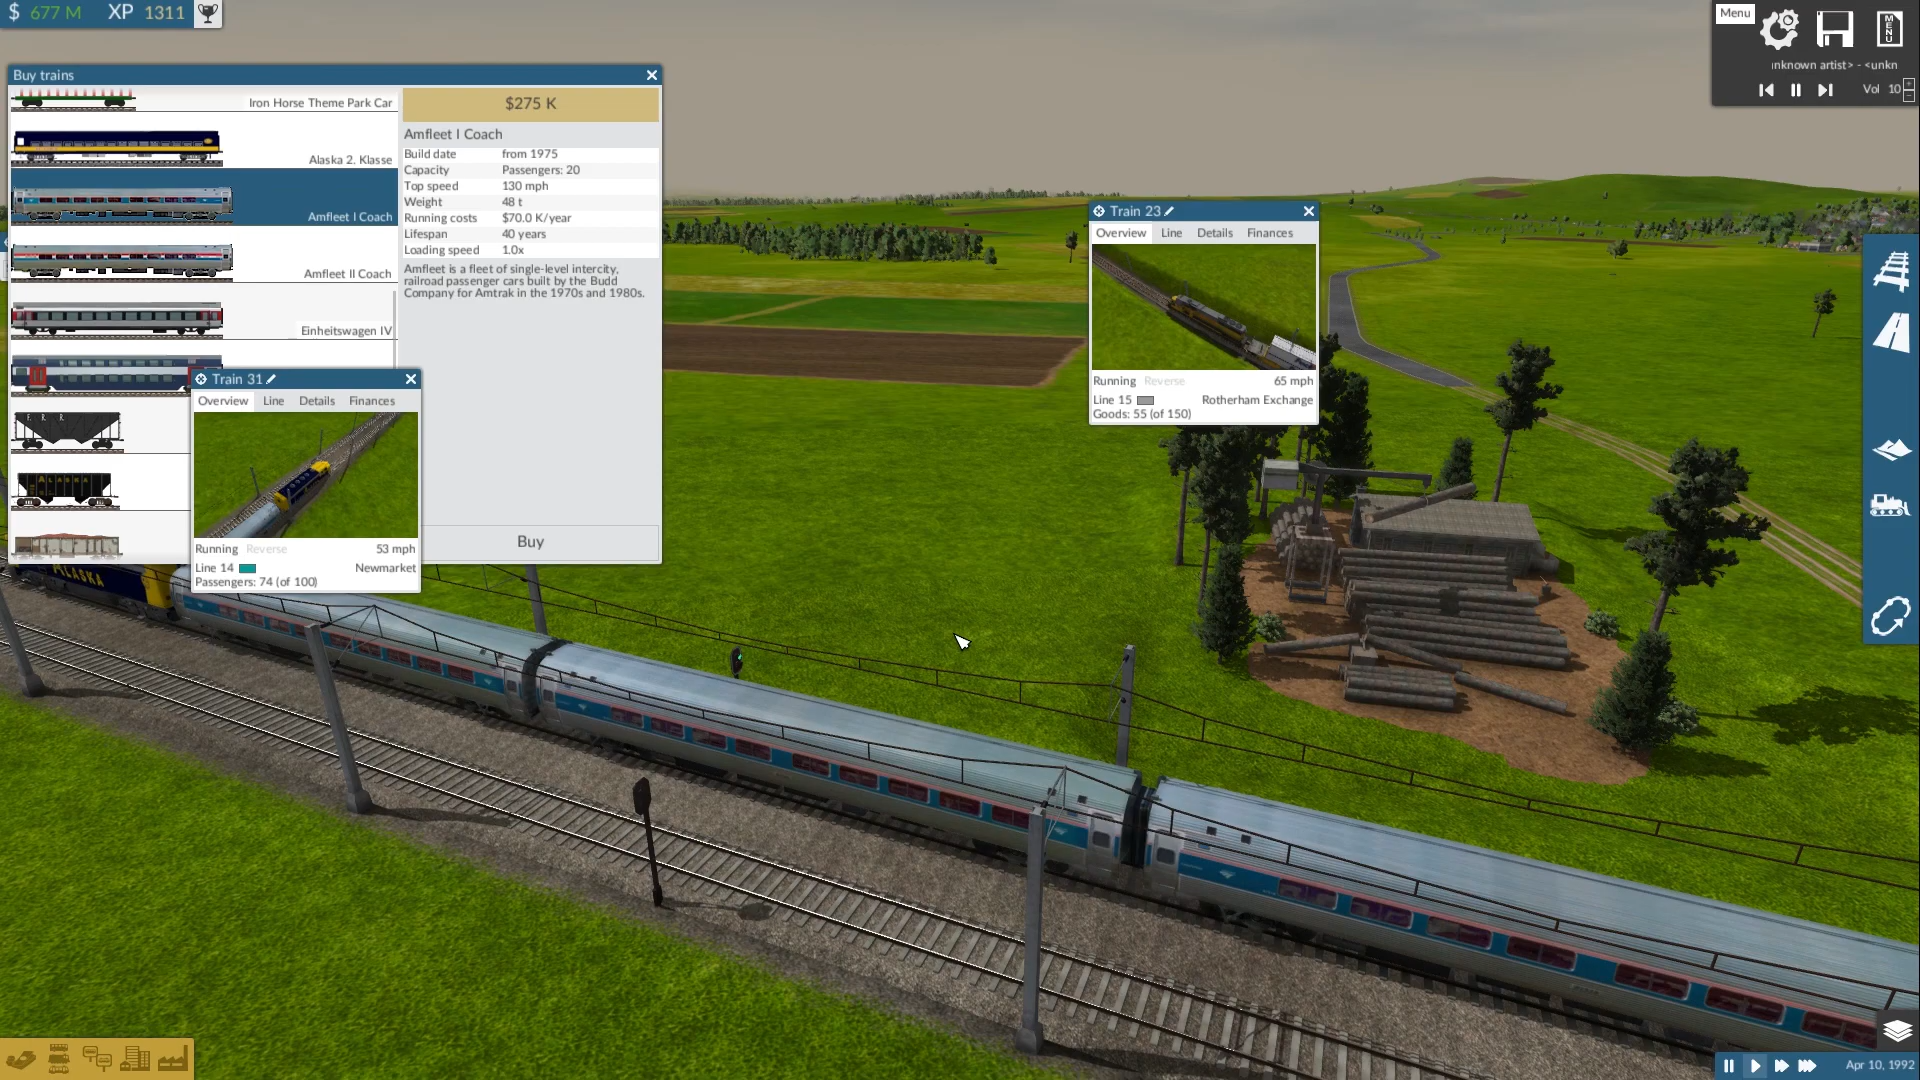 $ 677 M XP 1311
Menu
MENU
nknown artist> - <unkn
Vol 10
Buy trains
Iron Horse Theme Park Car
Alaska 2. Klasse
Amfleet I Coach
Amfleet II Coach
Einheitswagen IV
F. R. R
ALASKA
$275 K
Amfleet I Coach
Build date from 1975
Capacity Passengers: 20
Top speed 130 mph
Weight 48 t
Running costs $70.0 K/year
Lifespan 40 years
Loading speed 1.0x
Amfleet is a fleet of single-level intercity,
railroad passenger cars built by the Budd
Company for Amtrak in the 1970s and 1980s.
Buy
Train 31
Overview Line Details Finances
Running Reverse 53 mph
Line 14 Newmarket
Passengers: 74 (of 100)
Train 23
Overview Line Details Finances
Running Reverse 65 mph
Line 15 Rotherham Exchange
Goods: 55 (of 150)
ALASKA
Apr 10, 1992